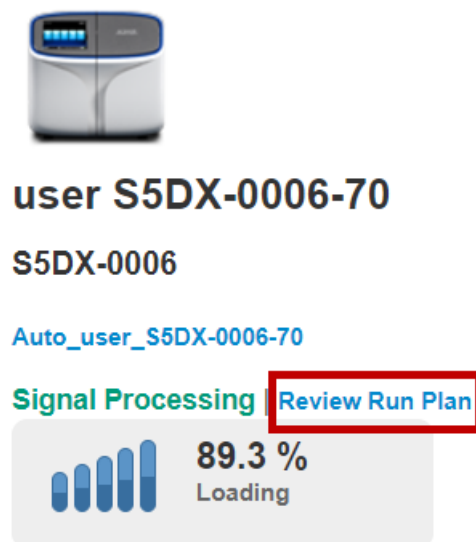 user S5DX-0006-70
S5DX-0006
Auto_user_S5DX-0006-70
Signal Processing | Review Run Plan
89.3 %
Loading